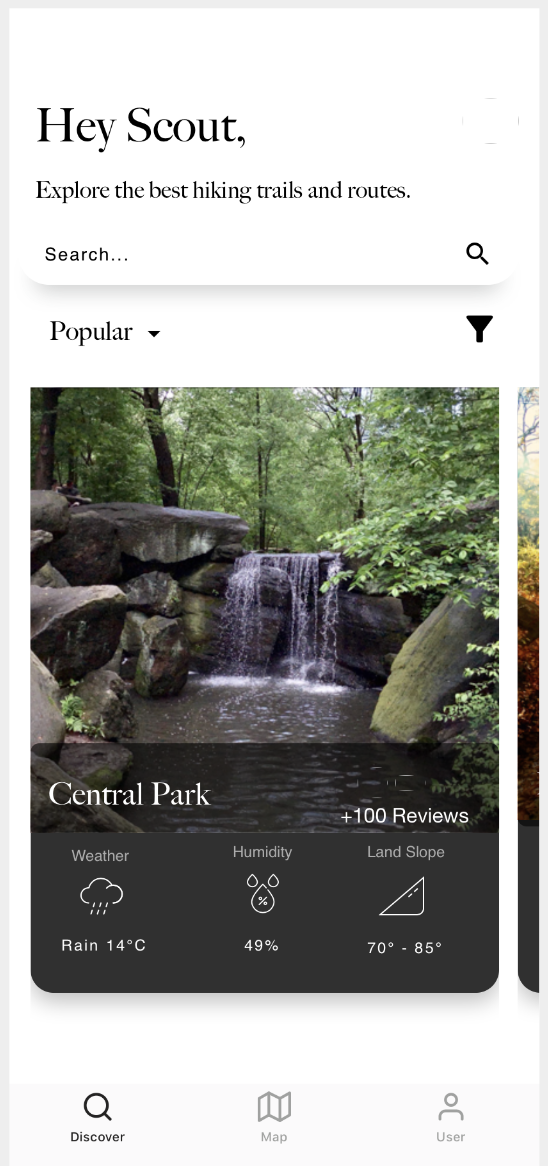 Hey Scout,
Explore the best hiking trails and routes.
Search...
Popular
Central Park
+100 Reviews
Weather
Humidity
Land Slope
%
Rain 14°C
49%
70° - 85°
Discover
Map
User